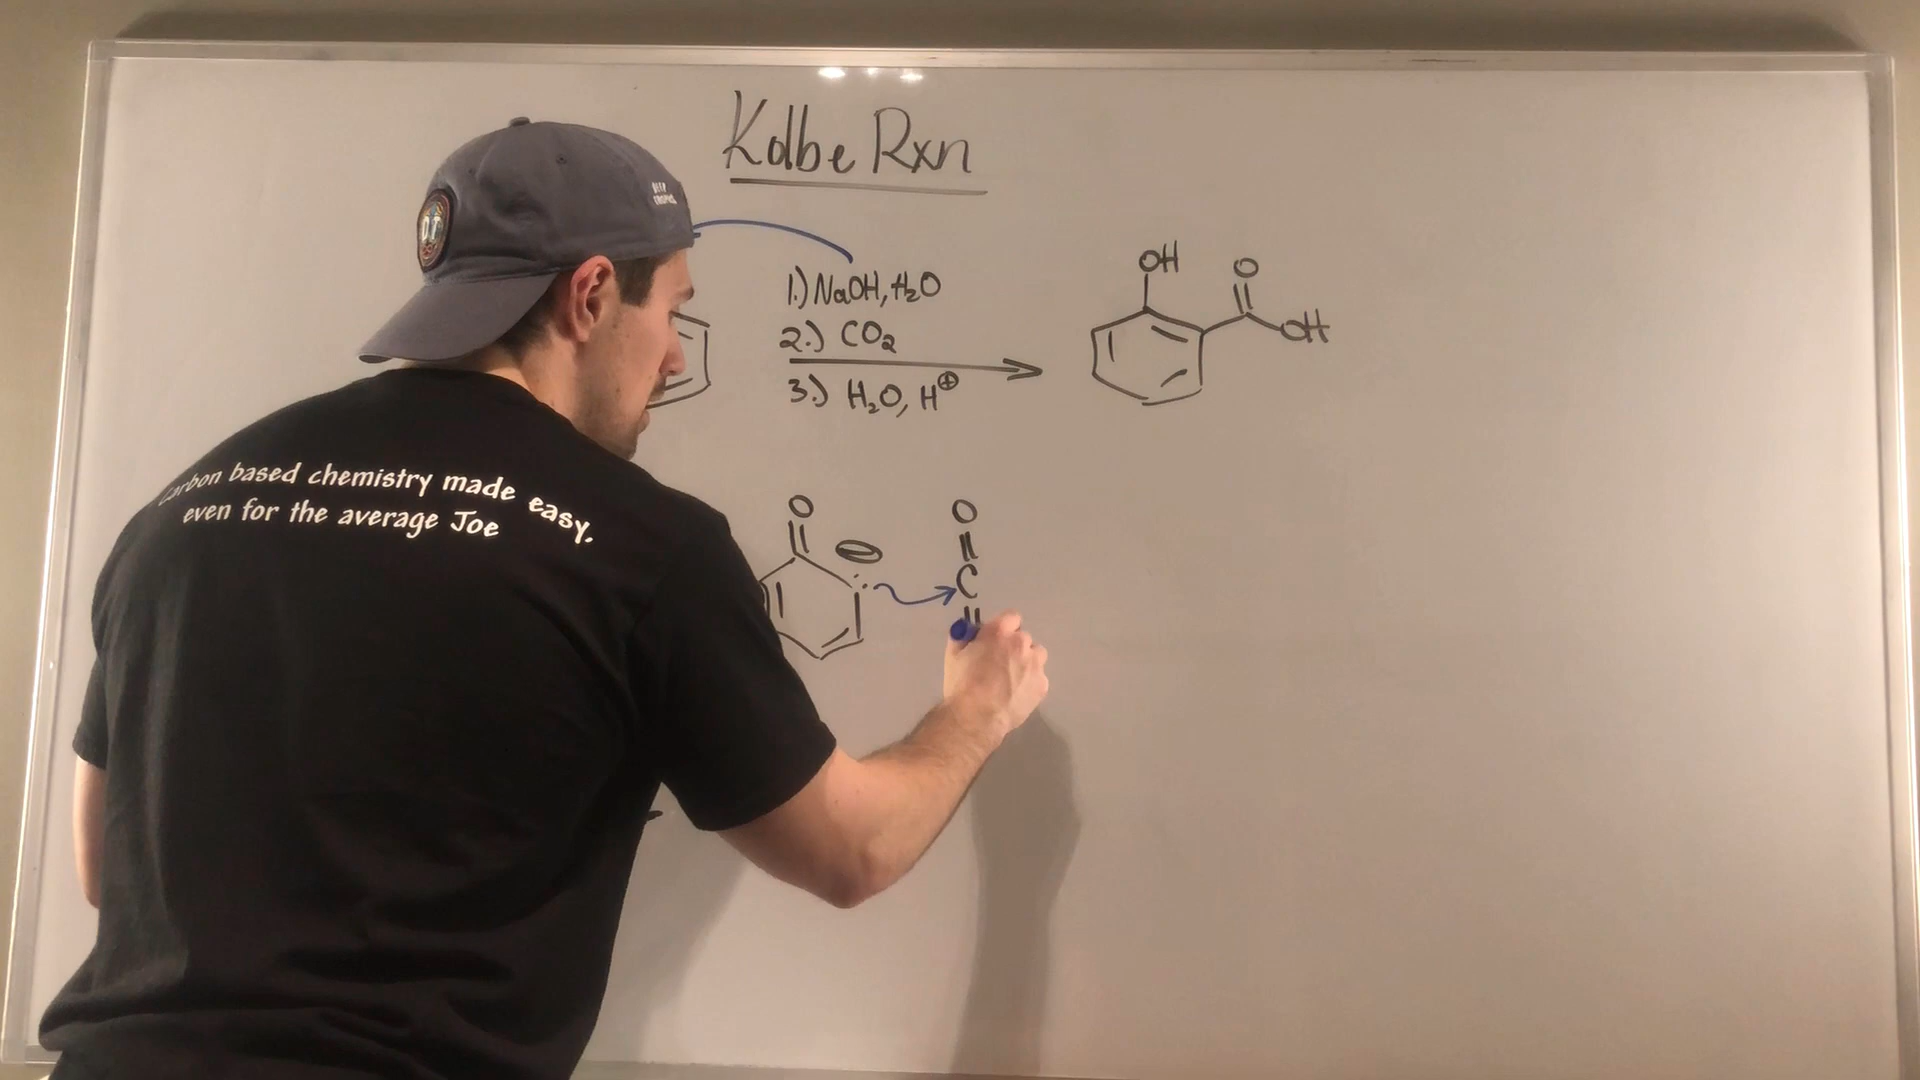 Kolbe Rxn
1.) NaOH, H₂O
2.) CO₂
3.) H₂O, H⊕
OH
O
OH
Carbon based chemistry made easy,
even for the average Joe
O
⊖
O
C